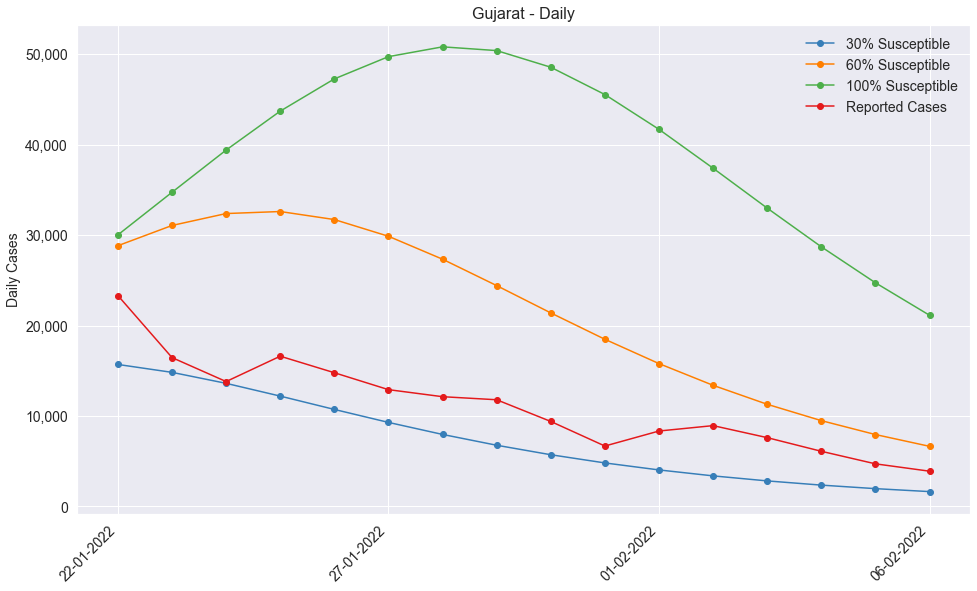 Gujarat - Daily
30% Susceptible
60% Susceptible
100% Susceptible
Reported Cases
Daily Cases
50,000
40,000
30,000
20,000
10,000
0
22-01-2022
27-01-2022
01-02-2022
06-02-2022